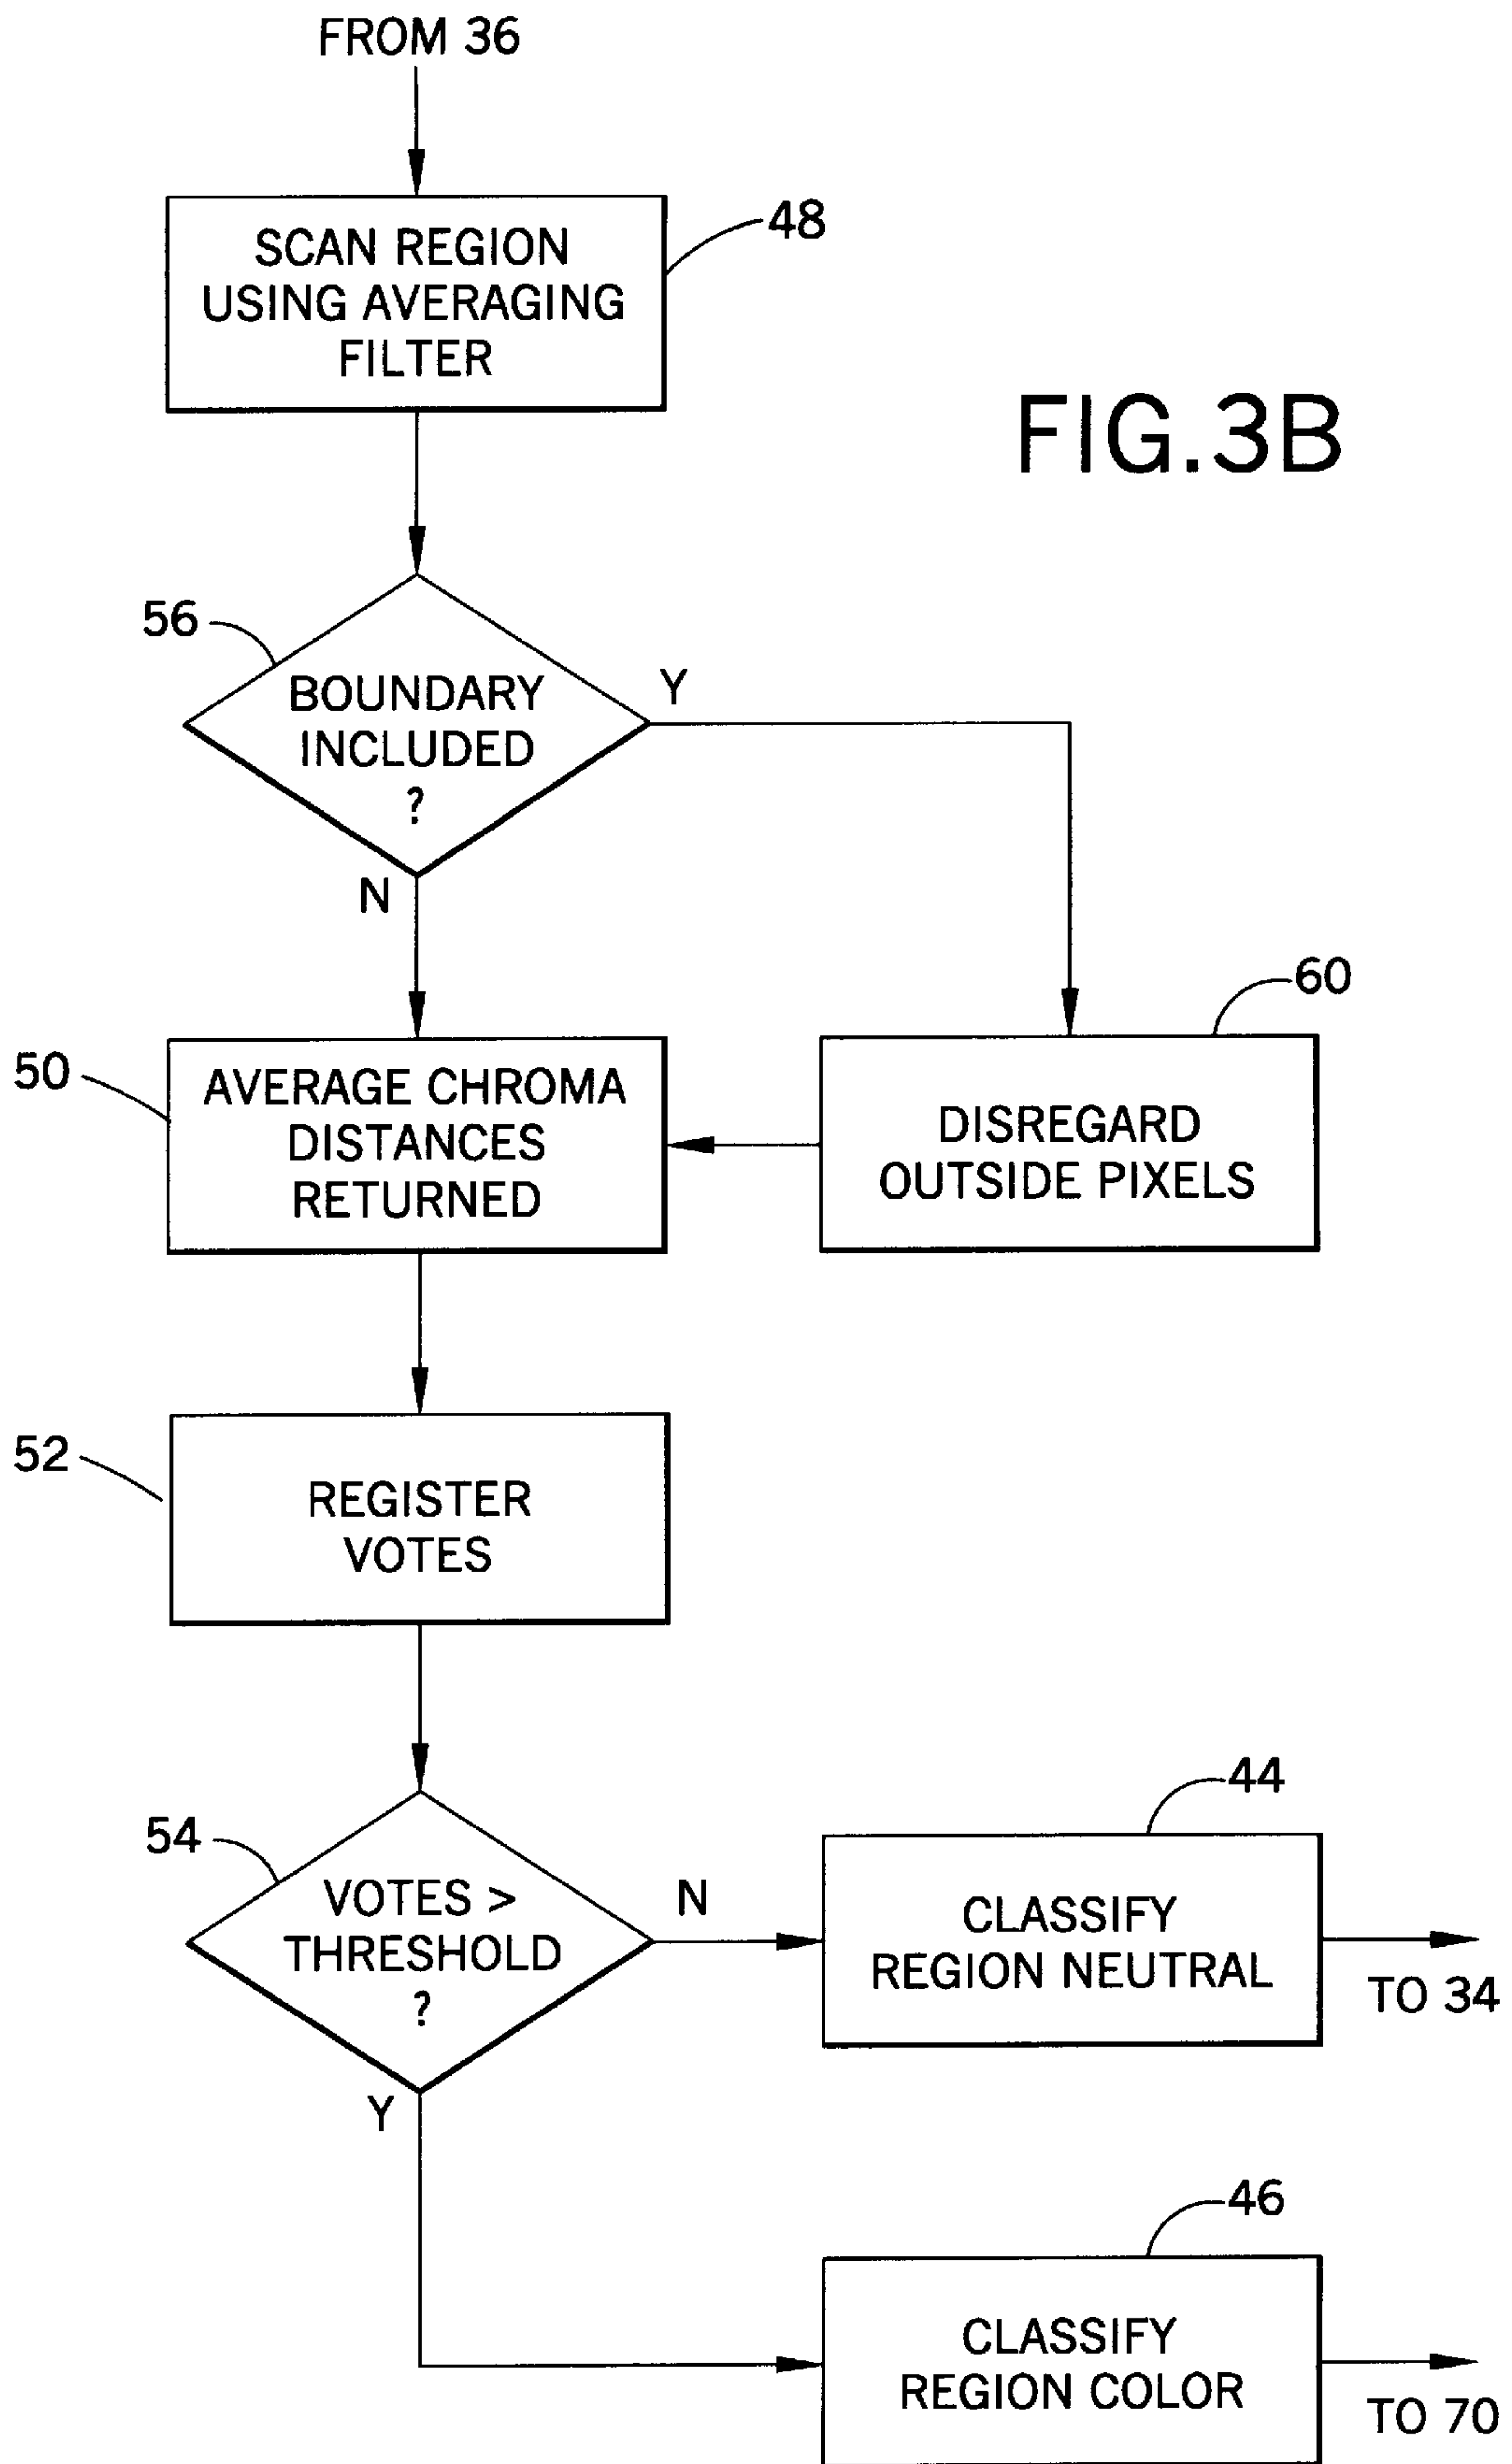 FROM 36
48
SCAN REGION
USING AVERAGING
FILTER
FIG.3B
56
BOUNDARY
INCLUDED
?
Y
N
60
50
AVERAGE CHROMA
DISTANCES
RETURNED
DISREGARD
OUTSIDE PIXELS
52
REGISTER
VOTES
54
VOTES >
THRESHOLD
?
N
44
CLASSIFY
REGION NEUTRAL
TO 34
Y
46
CLASSIFY
REGION COLOR
TO 70